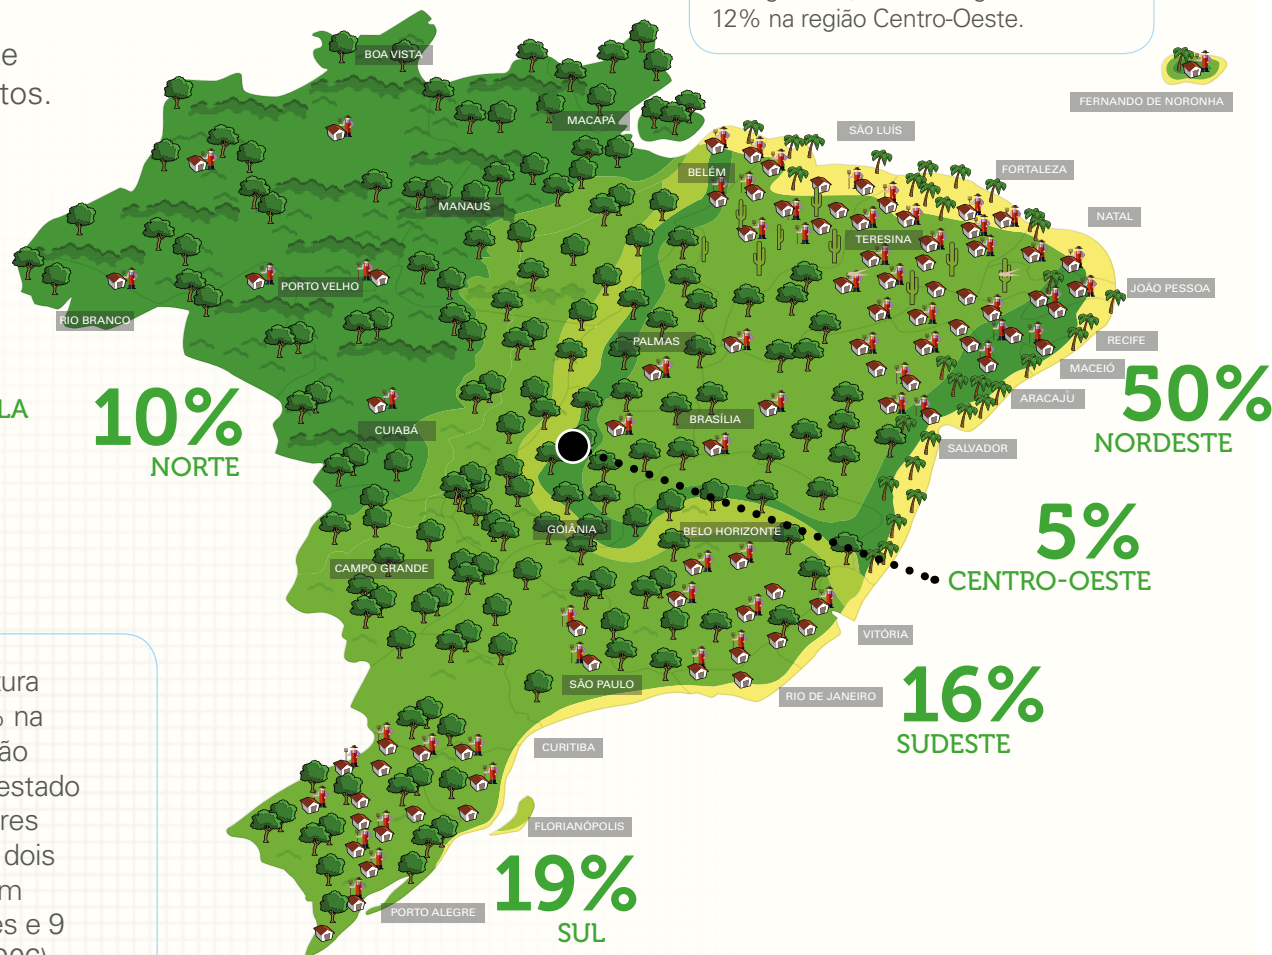 12% na região Centro-Oeste.
e
tos.
BOA VISTA
MACAPÁ
FERNANDO DE NORONHA
SÃO LUÍS
BELÉM
FORTALEZA
MANAUS
NATAL
TERESINA
PORTO VELHO
JOÃO PESSOA
RIO BRANCO
PALMAS
RECIFE
MACEIÓ
LA
10%
NORTE
50%
NORDESTE
ARACAJÚ
CUIABÁ
BRASÍLIA
SALVADOR
GOIÂNIA
BELO HORIZONTE
5%
CENTRO-OESTE
CAMPO GRANDE
VITÓRIA
SÃO PAULO
RIO DE JANEIRO
16%
SUDESTE
tura
% na
ão
estado
res
dois
m
es e 9
CURITIBA
FLORIANÓPOLIS
19%
SUL
PORTO ALEGRE